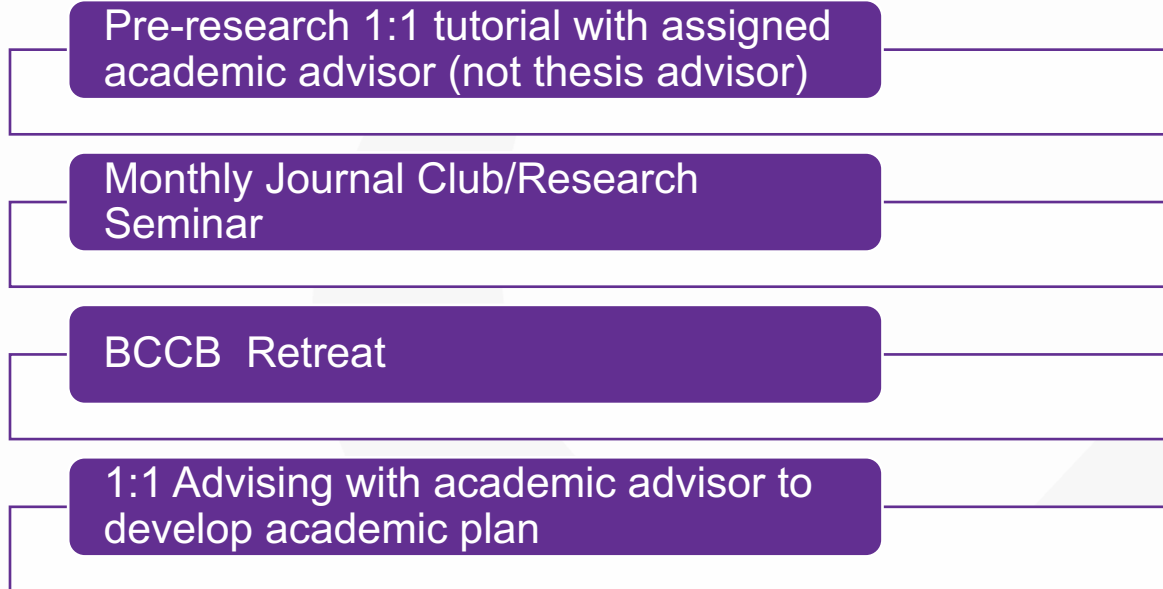 Pre-research 1:1 tutorial with assigned
academic advisor (not thesis advisor)
Monthly Journal Club/Research
Seminar
BCCB  Retreat
1:1 Advising with academic advisor to
develop academic plan